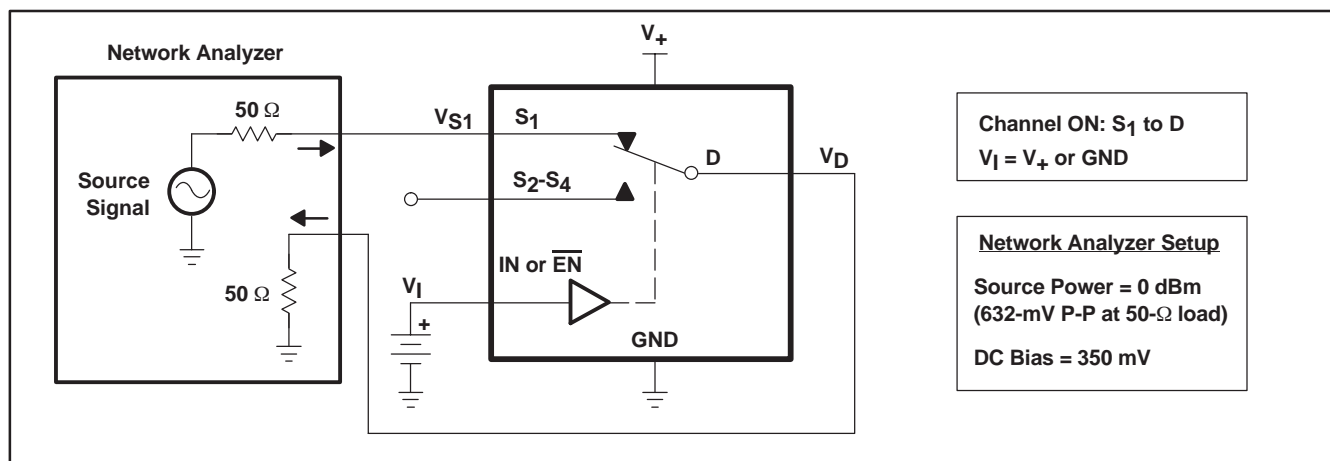 Network Analyzer
V+
50 Ω
VS1
S1
D
VD
Source
Signal
S2-S4
50 Ω
IN or E̅N̅
VI
+
GND
Channel ON: S1 to D
VI = V+ or GND
Network Analyzer Setup
Source Power = 0 dBm
(632-mV P-P at 50-Ω load)
DC Bias = 350 mV